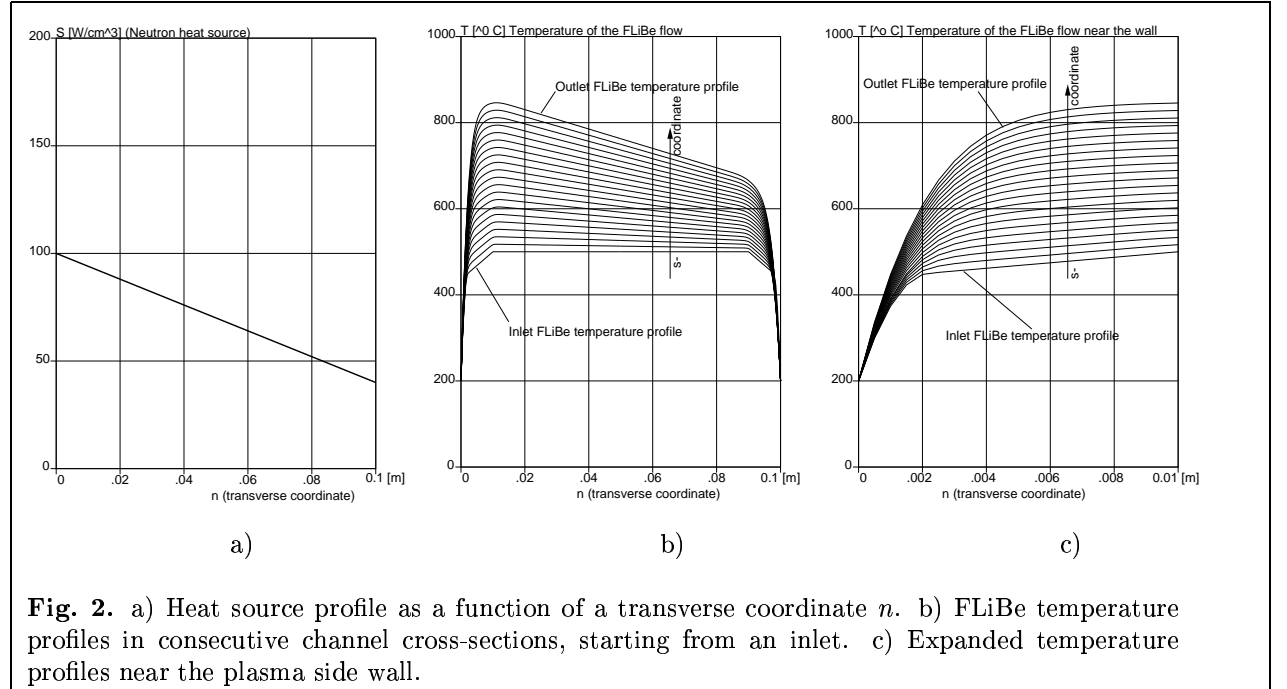 S [W/cm^3] (Neutron heat source)
200
150
100
50
0
0 .02 .04 .06 .08 0.1 [m]
n (transverse coordinate)
a)
T [^0 C] Temperature of the FLiBe flow
1000
800
600
400
200
0
Outlet FLiBe temperature profile
coordinate
s-
Inlet FLiBe temperature profile
0 .02 .04 .06 .08 0.1 [m]
n (transverse coordinate)
b)
T [^o C] Temperature of the FLiBe flow near the wall
1000
800
600
400
200
0
Outlet FLiBe temperature profile
coordinate
s-
Inlet FLiBe temperature profile
0 .002 .004 .006 .008 0.01 [m]
n (transverse coordinate)
c)
Fig. 2. a) Heat source profile as a function of a transverse coordinate n. b) FLiBe temperature
profiles in consecutive channel cross-sections, starting from an inlet. c) Expanded temperature
profiles near the plasma side wall.